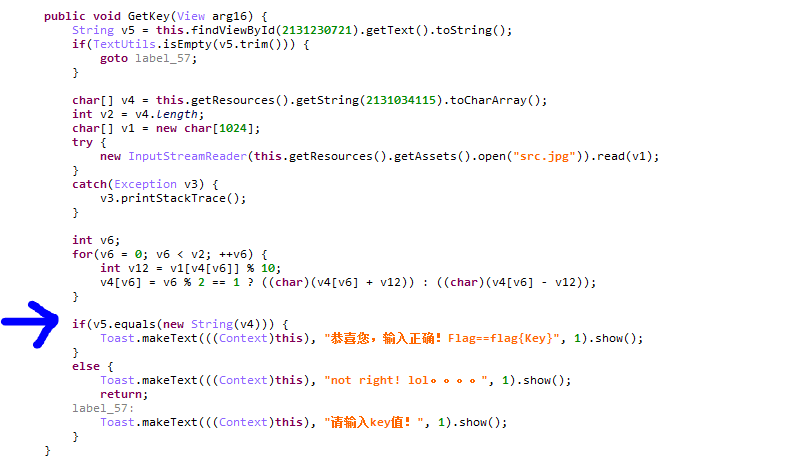 public void GetKey(View arg16) {
String v5 = this.findViewById(2131230721).getText().toString();
if(TextUtils.isEmpty(v5.trim())) {
goto label_57;
}
char[] v4 = this.getResources().getString(2131034115).toCharArray();
int v2 = v4.length;
char[] v1 = new char[1024];
try {
new InputStreamReader(this.getResources().getAssets().open("src.jpg")).read(v1);
}
catch(Exception v3) {
v3.printStackTrace();
}
int v6;
for(v6 = 0; v6 < v2; ++v6) {
int v12 = v1[v4[v6]] % 10;
v4[v6] = v6 % 2 == 1 ? ((char)(v4[v6] + v12)) : ((char)(v4[v6] - v12));
}
if(v5.equals(new String(v4))) {
Toast.makeText(((Context)this), "恭喜您，输入正确！Flag==flag{Key}", 1).show();
}
else {
Toast.makeText(((Context)this), "not right! lol。。。。", 1).show();
return;
label_57:
Toast.makeText(((Context)this), "请输入key值！", 1).show();
}
}